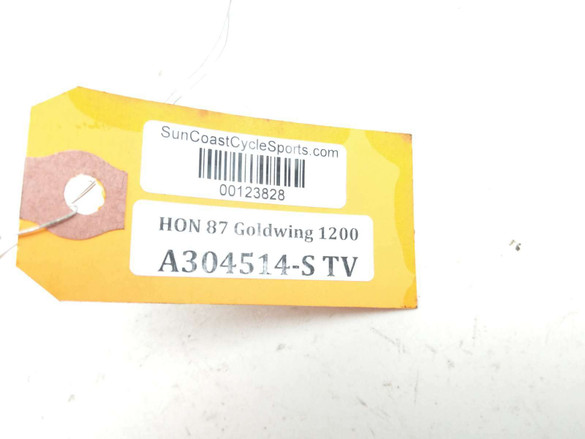 SunCoastCycleSports.com
00123828
HON 87 Goldwing 1200
A304514-S TV